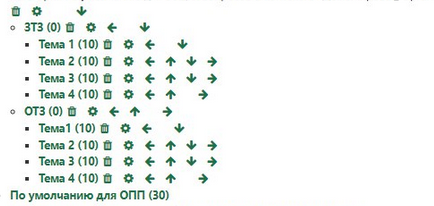 ЗТЗ (0)
Тема 1 (10)
Тема 2 (10)
Тема 3 (10)
Тема 4 (10)
ОТЗ (0)
Тема1 (10)
Тема 2 (10)
Тема 3 (10)
Тема 4 (10)
По умолчанию для ОПП (30)